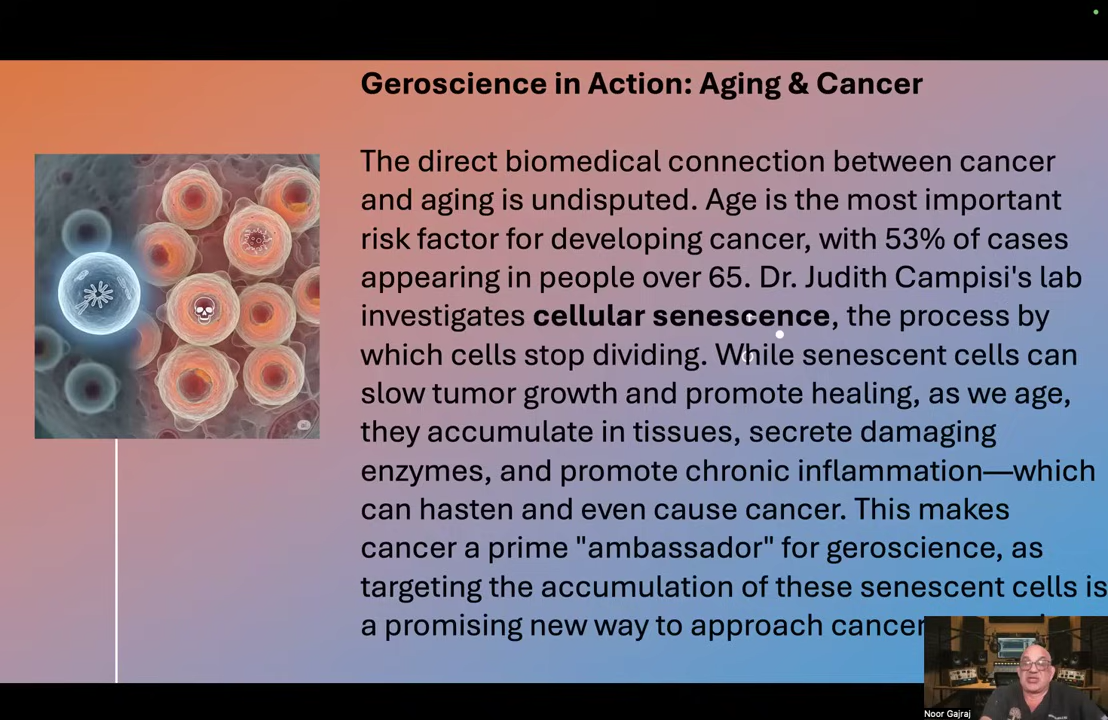 Geroscience in Action: Aging & Cancer
The direct biomedical connection between cancer
and aging is undisputed. Age is the most important
risk factor for developing cancer, with 53% of cases
appearing in people over 65. Dr. Judith Campisi's lab
investigates cellular senescence, the process by
which cells stop dividing. While senescent cells can
slow tumor growth and promote healing, as we age,
they accumulate in tissues, secrete damaging
enzymes, and promote chronic inflammation—which
can hasten and even cause cancer. This makes
cancer a prime "ambassador" for geroscience, as
targeting the accumulation of these senescent cells is
a promising new way to approach cancer
Noor Gajraj